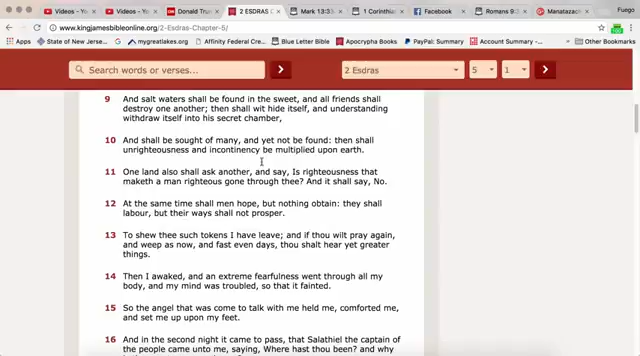 Videos - Y
Videos - Y
Donald Trum
2 ESDRAS C
Mark 13:33
1 Corinthiar
Facebook
Romans 9:3
Manatazach
Fuego
www.kingjamesbibleonline.org/2-Esdras-Chapter-5/
Bookmarks
State of New Jersey...
mygreatlakes.org
Affinity Federal Cre...
Blue Letter Bible
Apocrypha Books
PayPal: Summary
Suggested Sites
Other Bookmarks
Search words or verses...
2 Esdras
5
1
9 And salt waters shall be found in the sweet, and all friends shall
destroy one another; then shall wit hide itself, and understanding
withdraw itself into his secret chamber,
10 And shall be sought of many, and yet not be found: then shall
unrighteousness and incontinency be multiplied upon earth.
11 One land also shall ask another, and say, Is righteousness that
maketh a man righteous gone through thee? And it shall say, No.
12 At the same time shall men hope, but nothing obtain: they shall
labour, but their ways shall not prosper.
13 To shew thee such tokens I have leave; and if thou wilt pray again,
and weep as now, and fast even days, thou shalt hear yet greater
things.
14 Then I awaked, and an extreme fearfulness went through all my
body, and my mind was troubled, so that it fainted.
15 So the angel that was come to talk with me held me, comforted me,
and set me up upon my feet.
16 And in the second night it came to pass, that Salathiel the captain of
the people came unto me, saying, Where hast thou been? and why